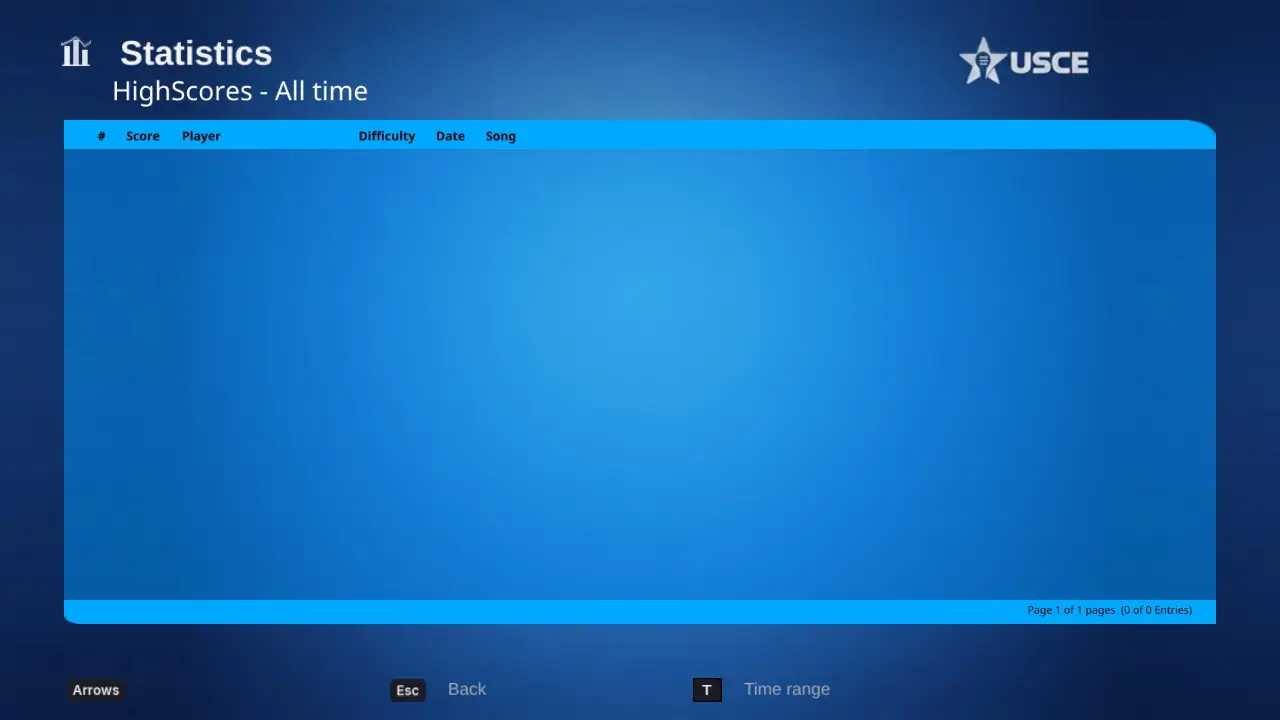 Statistics
HighScores - All time
USCE
# Score Player Difficulty Date Song
Page 1 of 1 pages (0 of 0 Entries)
Arrows Esc Back T Time range